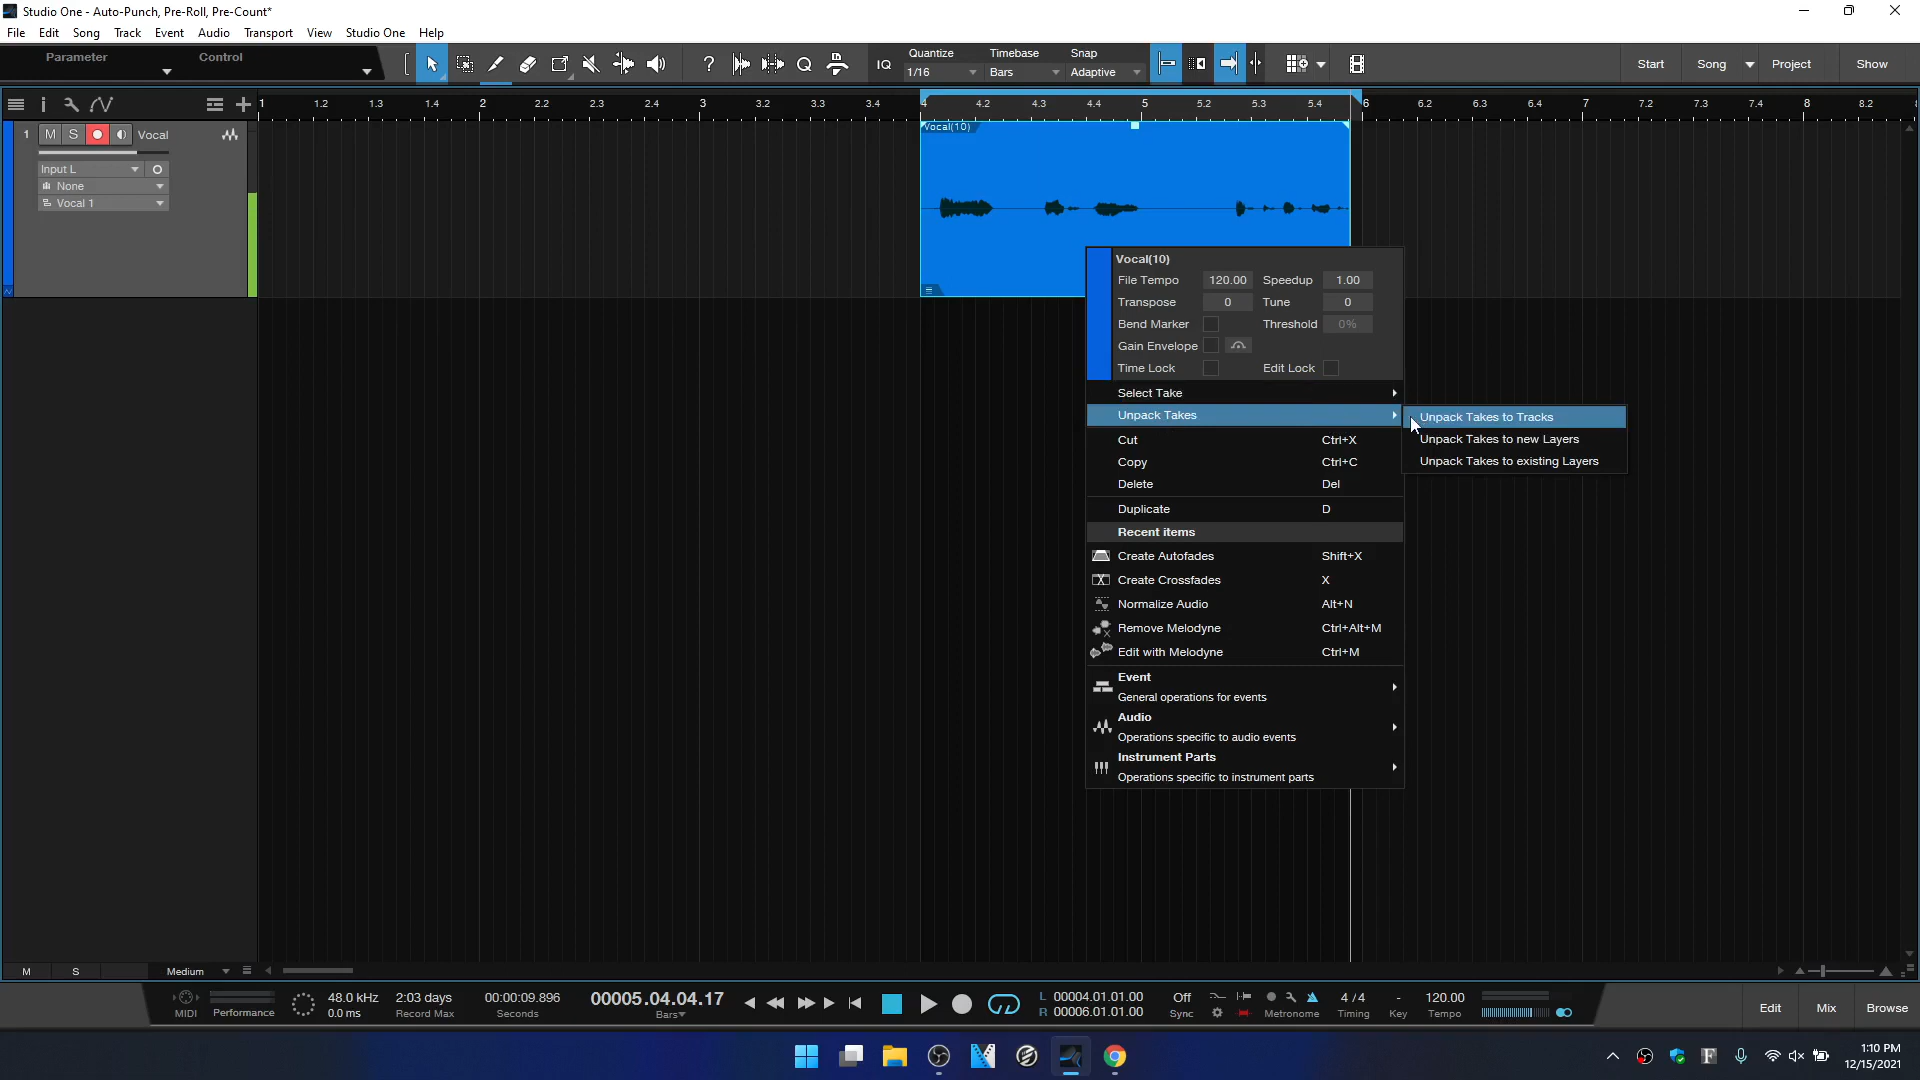 Studio One - Auto-Punch, Pre-Roll, Pre-Count*
File Edit Song Track Event Audio Transport View Studio One Help
Parameter Control
? IQ
Quantize Timebase Snap
1/16 Bars Adaptive
Start Song Project Show
1 1.2 1.3 1.4 2 2.2 2.3 2.4 3 3.2 3.3 3.4 4 4.2 4.3 4.4 5 5.2 5.3 5.4 6 6.2 6.3 6.4 7 7.2 7.3 7.4 8 8.2
1 M S Vocal
Input L
None
Vocal 1
Vocal(10)
Vocal(10)
File Tempo 120.00 Speedup 1.00
Transpose 0 Tune 0
Bend Marker Threshold 0%
Gain Envelope
Time Lock Edit Lock
Select Take
Unpack Takes
Unpack Takes to Tracks
Unpack Takes to new Layers
Unpack Takes to existing Layers
Cut Ctrl+X
Copy Ctrl+C
Delete Del
Duplicate D
Recent items
Create Autofades Shift+X
Create Crossfades X
Normalize Audio Alt+N
Remove Melodyne Ctrl+Alt+M
Edit with Melodyne Ctrl+M
Event
General operations for events
Audio
Operations specific to audio events
Instrument Parts
Operations specific to instrument parts
M S Medium
MIDI Performance
48.0 kHz
0.0 ms
2:03 days
Record Max
00:00:09.896
Seconds
00005.04.04.17
Bars
L 00004.01.01.00
R 00006.01.01.00
Off
Sync
Metronome
4 / 4
Timing
-
Key
120.00
Tempo
Edit Mix Browse
1:10 PM
12/15/2021